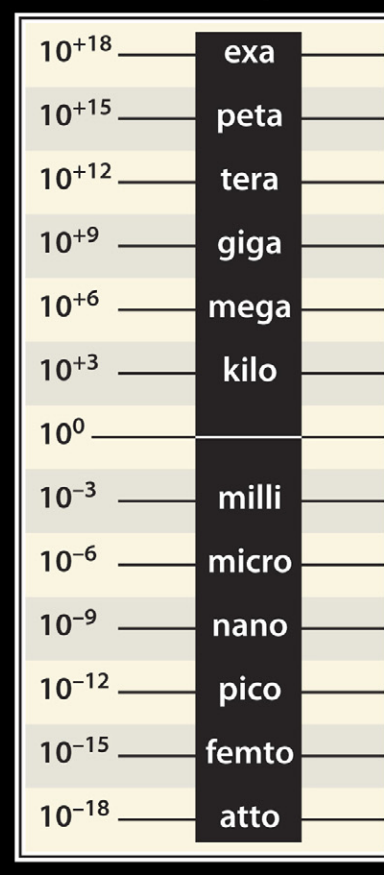 10⁺¹⁸ exa
10⁺¹⁵ peta
10⁺¹² tera
10⁺⁹ giga
10⁺⁶ mega
10⁺³ kilo
10⁰
10⁻³ milli
10⁻⁶ micro
10⁻⁹ nano
10⁻¹² pico
10⁻¹⁵ femto
10⁻¹⁸ atto